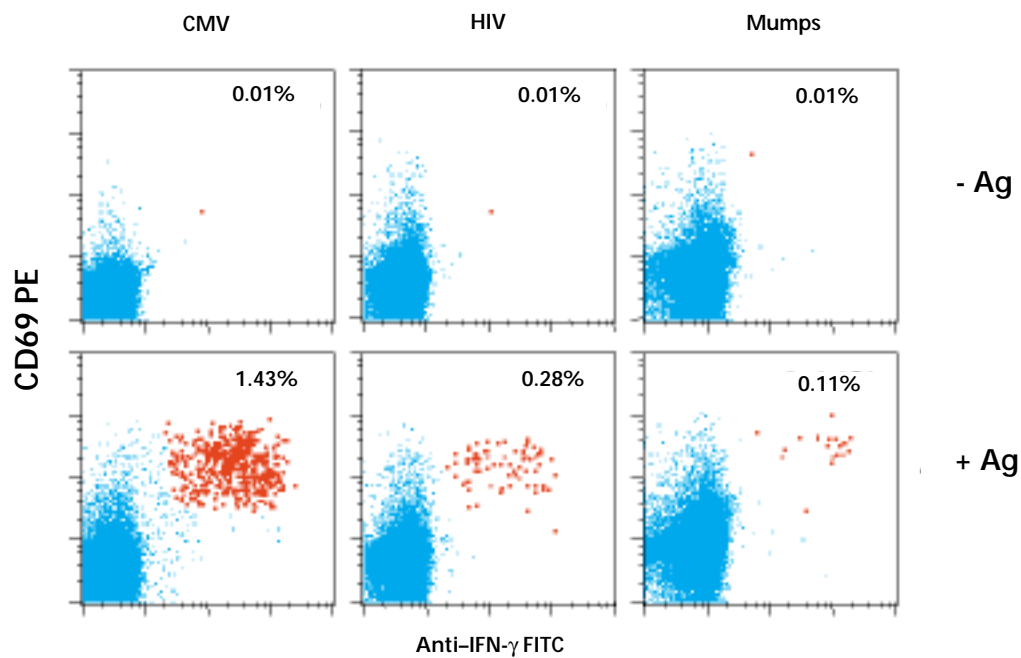 CMV HIV Mumps
0.01% 0.01% 0.01%
- Ag
CD69 PE
1.43% 0.28% 0.11%
+ Ag
Anti–IFN-γ FITC